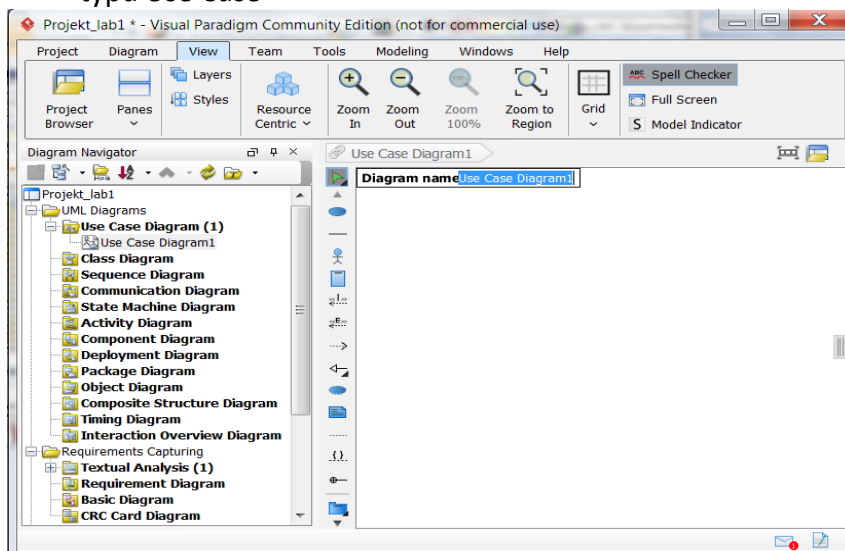 typu Use Case
Projekt_lab1 * - Visual Paradigm Community Edition (not for commercial use)
Project Diagram View Team Tools Modeling Windows Help
Project Browser
Panes
Layers
Styles
Resource Centric
Zoom In
Zoom Out
Zoom 100%
Zoom to Region
Grid
ABC Spell Checker
Full Screen
S Model Indicator
Diagram Navigator
Use Case Diagram1
Projekt_lab1
UML Diagrams
Use Case Diagram (1)
Use Case Diagram1
Class Diagram
Sequence Diagram
Communication Diagram
State Machine Diagram
Activity Diagram
Component Diagram
Deployment Diagram
Package Diagram
Object Diagram
Composite Structure Diagram
Timing Diagram
Interaction Overview Diagram
Requirements Capturing
Textual Analysis (1)
Requirement Diagram
Basic Diagram
CRC Card Diagram
Diagram name Use Case Diagram1
«I»
«E»
{}